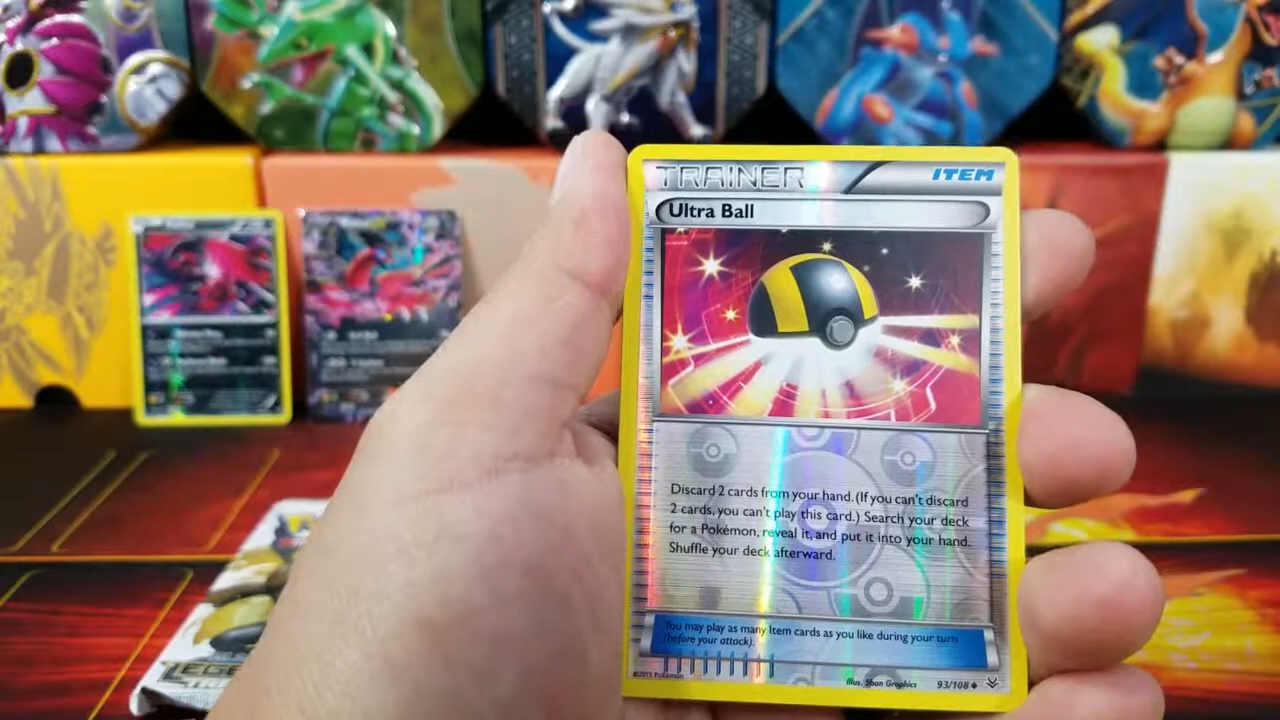 TRAINER ITEM
Ultra Ball
Discard 2 cards from your hand. (If you can't discard
2 cards, you can't play this card.) Search your deck
for a Pokémon, reveal it, and put it into your hand.
Shuffle your deck afterward.
You may play as many Item cards as you like during your turn
(before your attack).
©2015 Pokémon Illus. 5ban Graphics 93/108